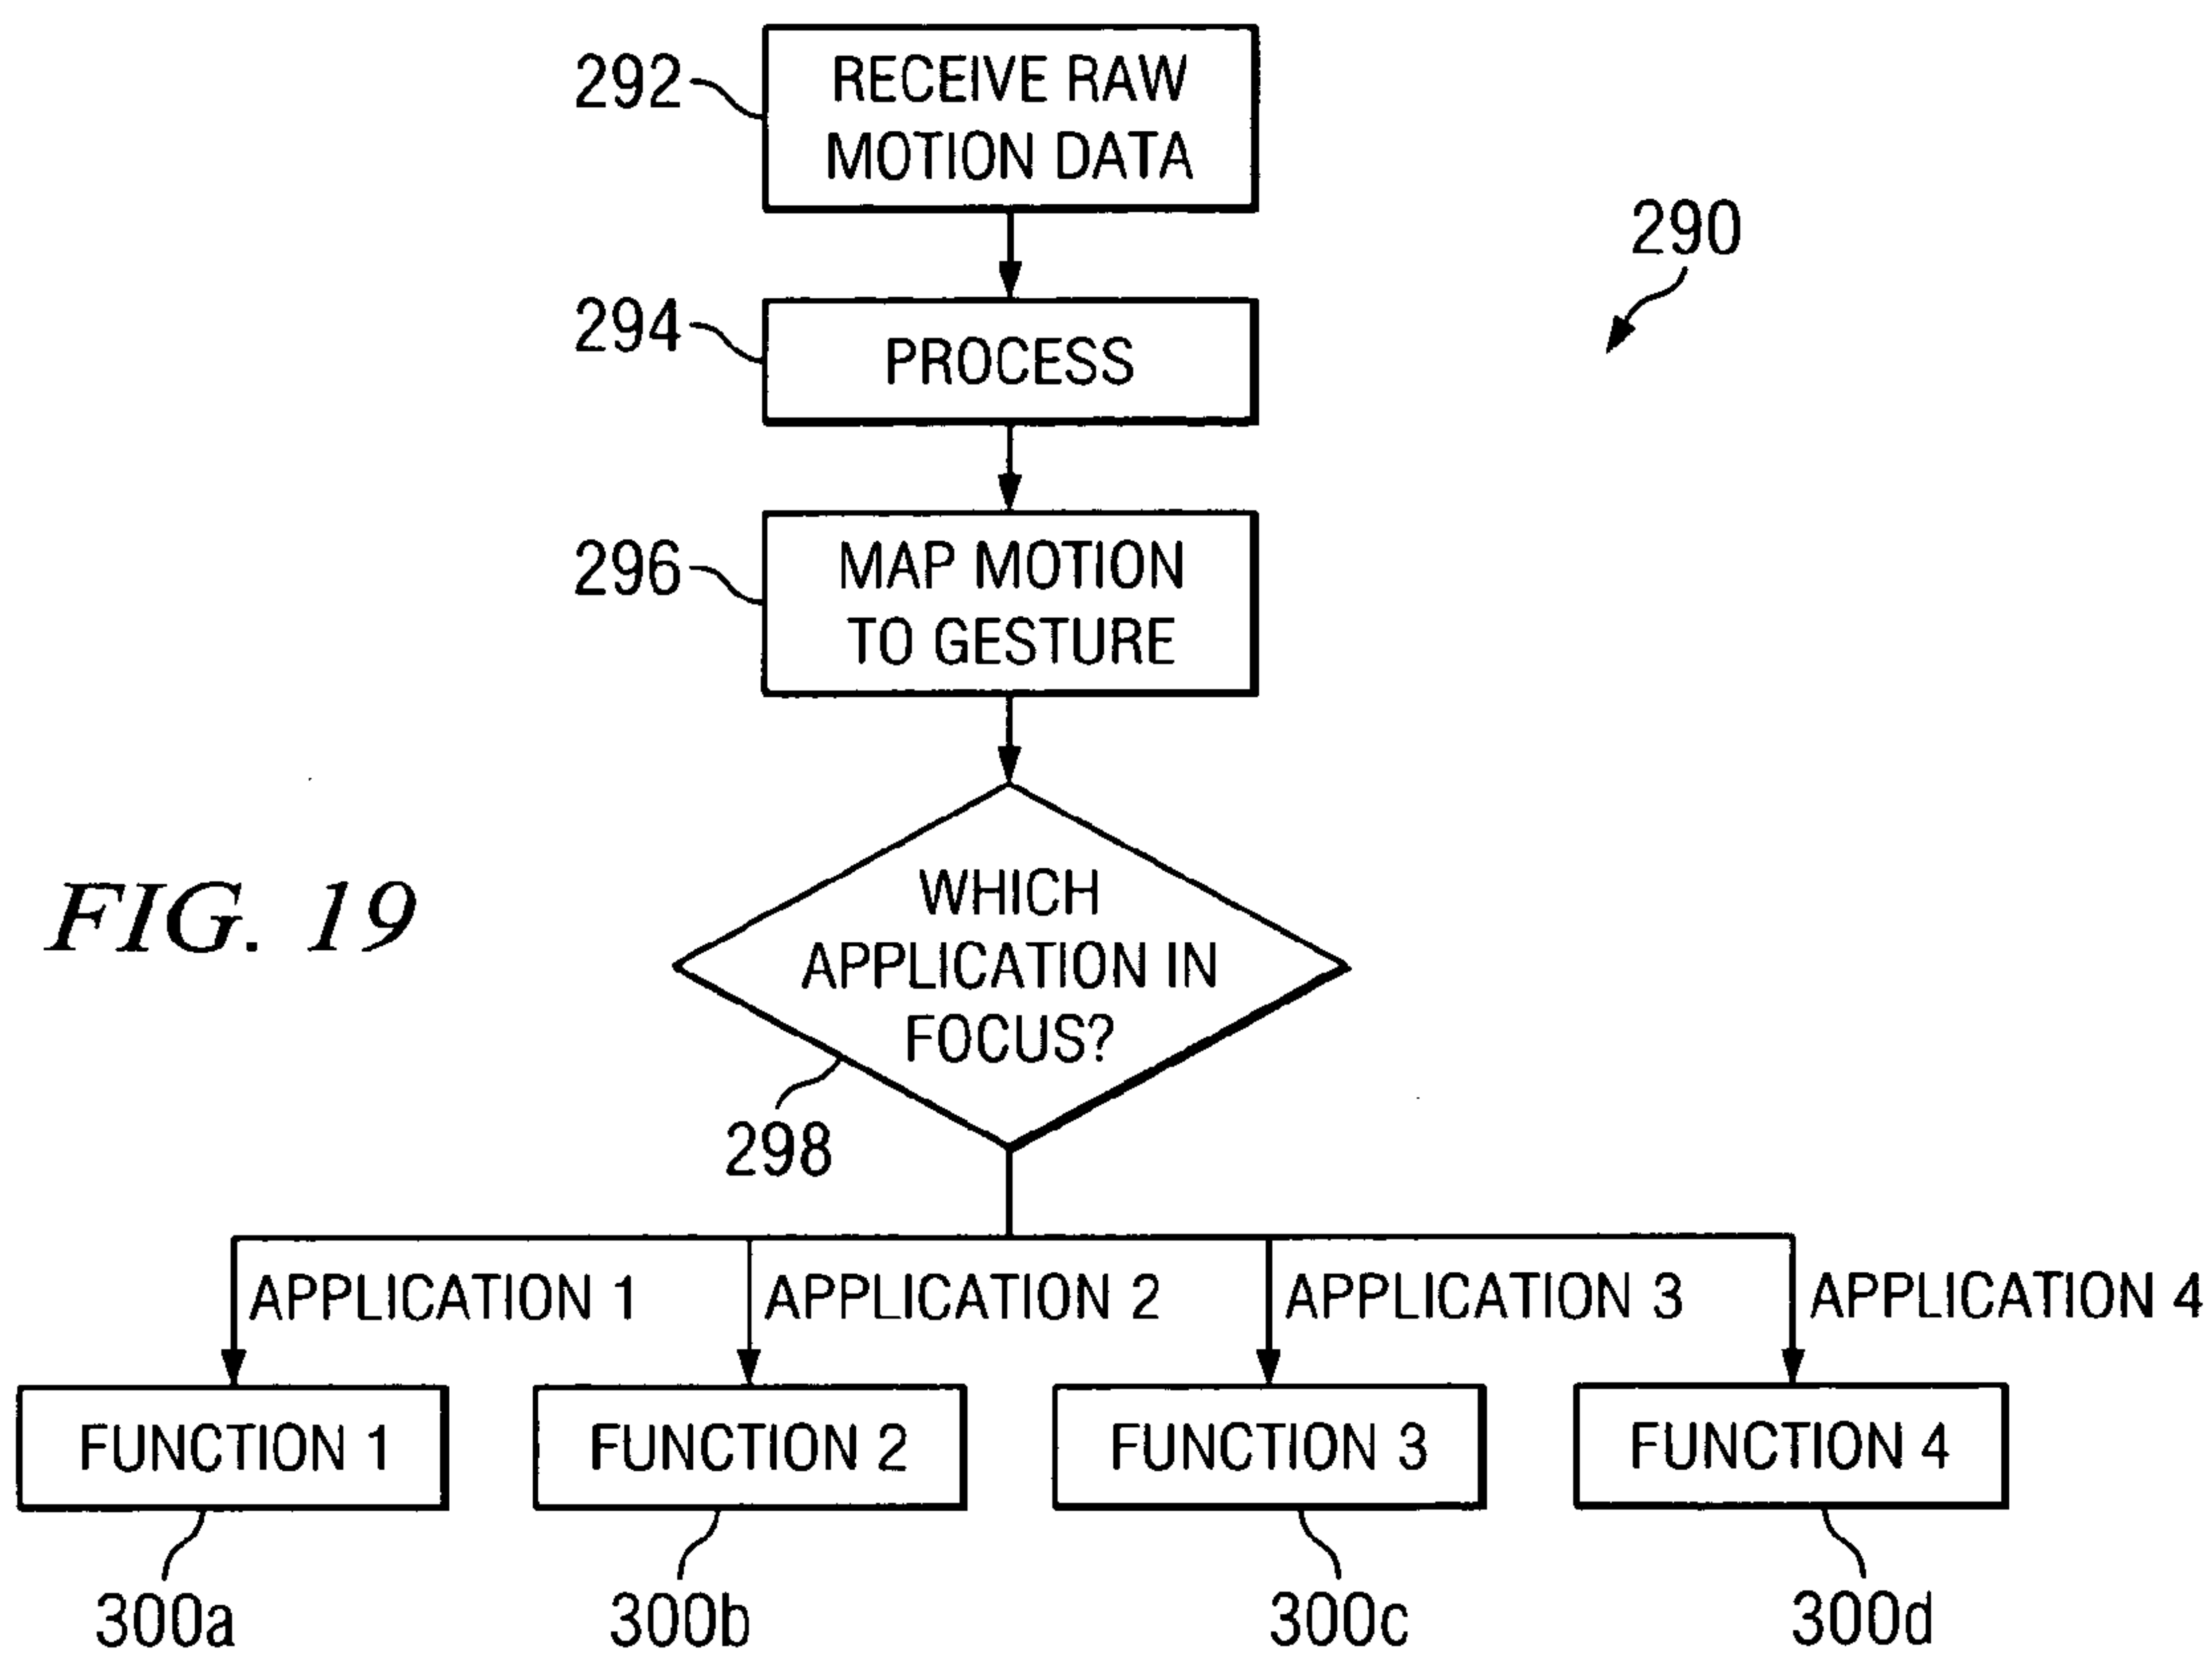 292
RECEIVE RAW
MOTION DATA
290
294
PROCESS
296
MAP MOTION
TO GESTURE
FIG. 19
WHICH
APPLICATION IN
FOCUS?
298
APPLICATION 1
APPLICATION 2
APPLICATION 3
APPLICATION 4
FUNCTION 1
FUNCTION 2
FUNCTION 3
FUNCTION 4
300a
300b
300c
300d